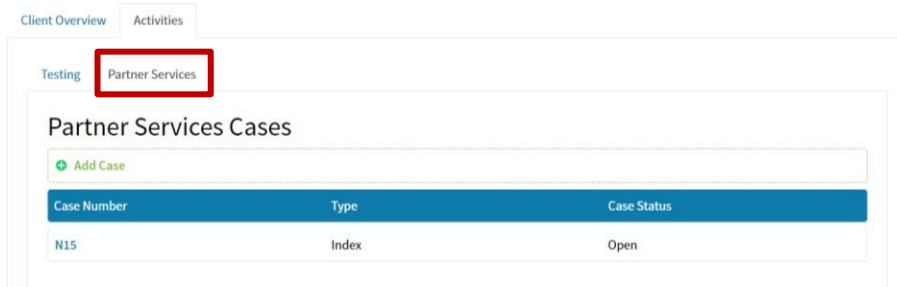 Client Overview Activities
Testing Partner Services
Partner Services Cases
Add Case
Case Number Type Case Status
N15 Index Open